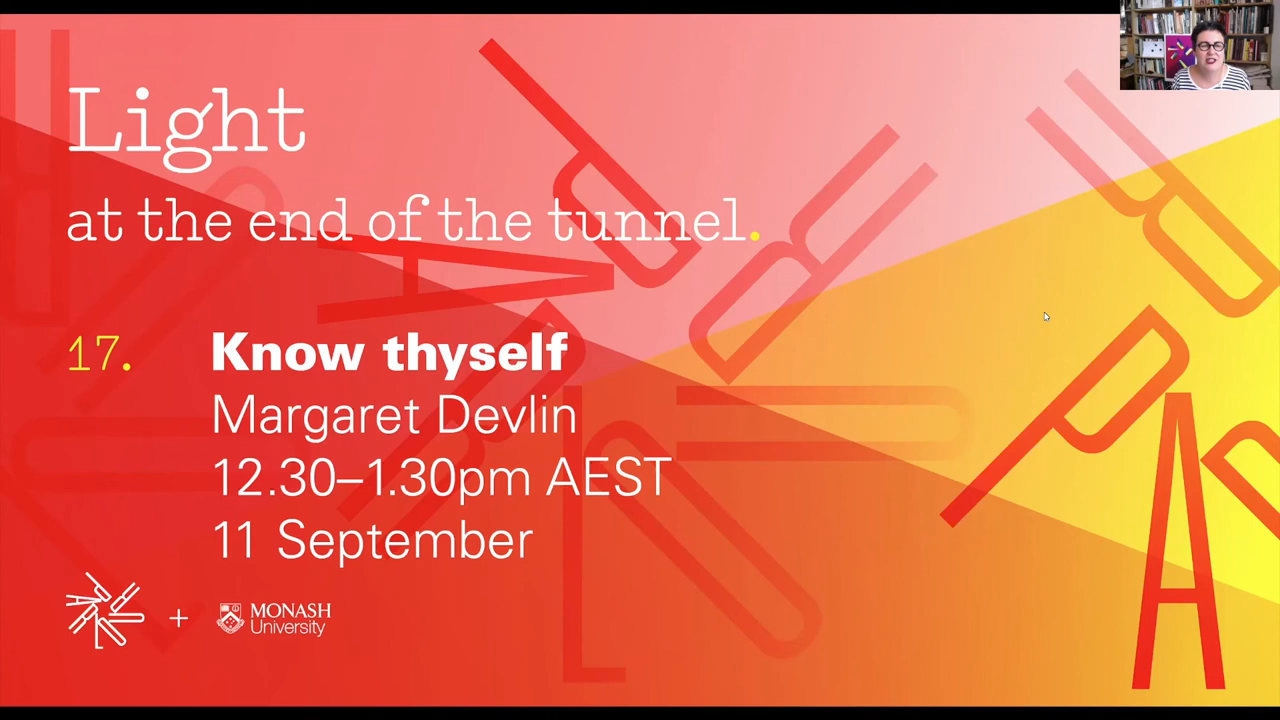 Light
at the end of the tunnel.
17. Know thyself
Margaret Devlin
12.30–1.30pm AEST
11 September
+ MONASH
University